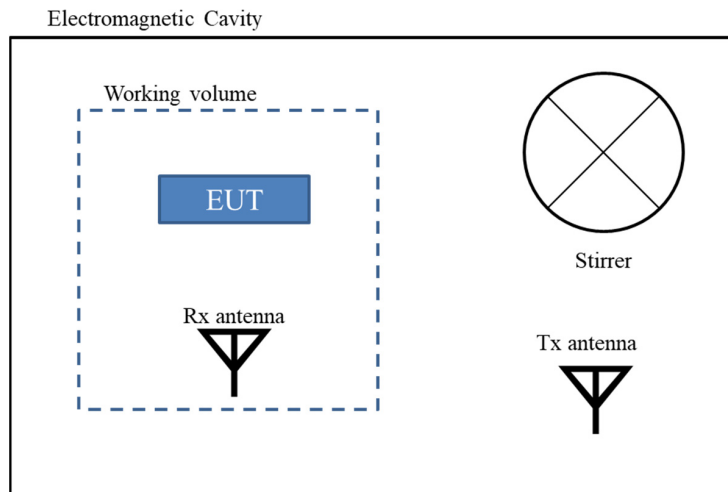 Electromagnetic Cavity
Working volume
EUT
Stirrer
Rx antenna
Tx antenna